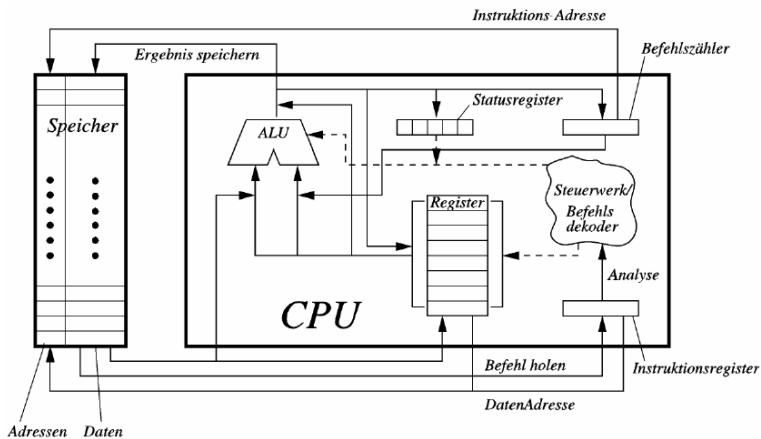 Instruktions-Adresse
Ergebnis speichern
Befehlszähler
Statusregister
Speicher
ALU
Steuerwerk/
Befehls
dekoder
Register
Analyse
CPU
Befehl holen
Instruktionsregister
DatenAdresse
Adressen
Daten